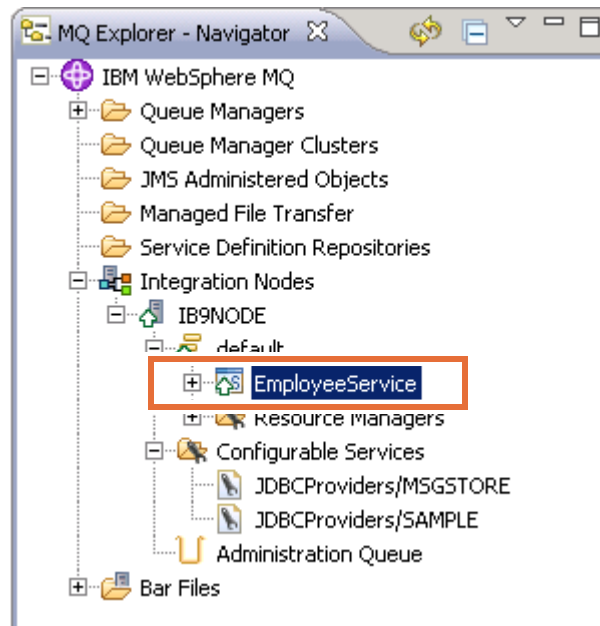 MQ Explorer - Navigator
IBM WebSphere MQ
Queue Managers
Queue Manager Clusters
JMS Administered Objects
Managed File Transfer
Service Definition Repositories
Integration Nodes
IB9NODE
default
EmployeeService
Resource Managers
Configurable Services
JDBCProviders/MSGSTORE
JDBCProviders/SAMPLE
Administration Queue
Bar Files